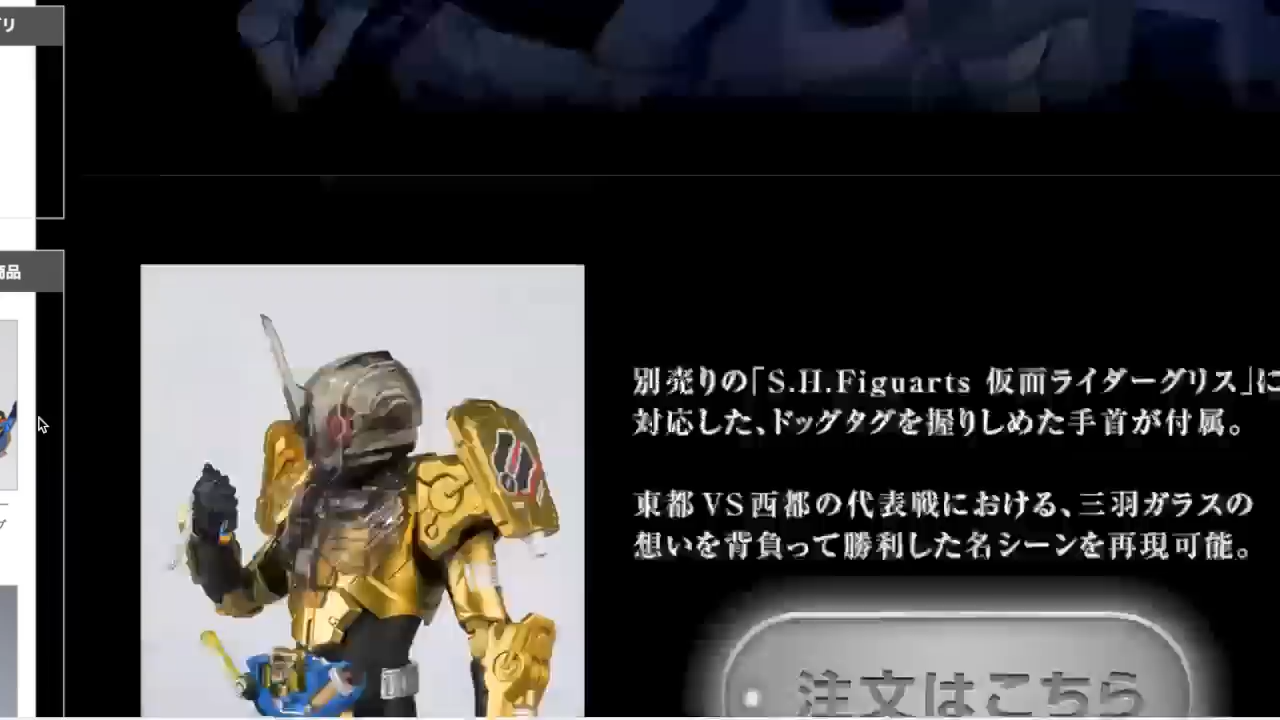 リ
商品
別売りの「S.H.Figuarts 仮面ライダーグリス」に
対応した、ドッグタグを握りしめた手首が付属。
東都VS西都の代表戦における、三羽ガラスの
想いを背負って勝利した名シーンを再現可能。
注文はこちら